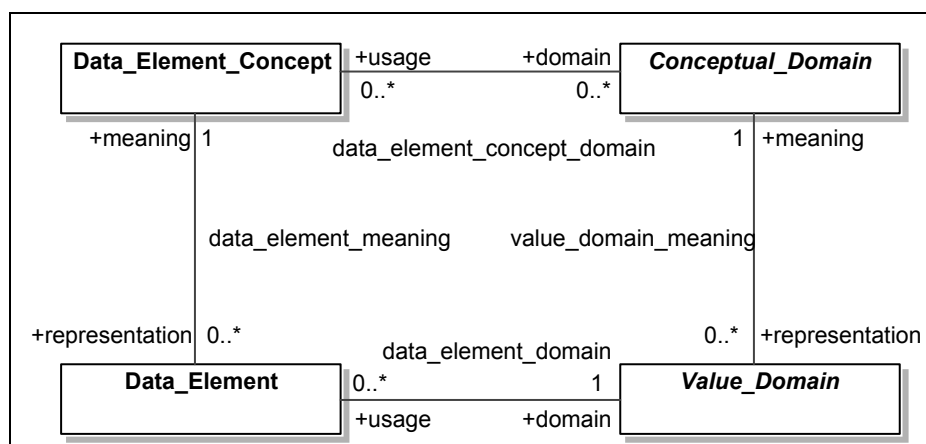 Data_Element_Concept +usage +domain Conceptual_Domain
0..* 0..*
+meaning 1 data_element_concept_domain 1 +meaning
data_element_meaning value_domain_meaning
+representation 0..* 0..* +representation
data_element_domain
Data_Element 0..* 1 Value_Domain
+usage +domain